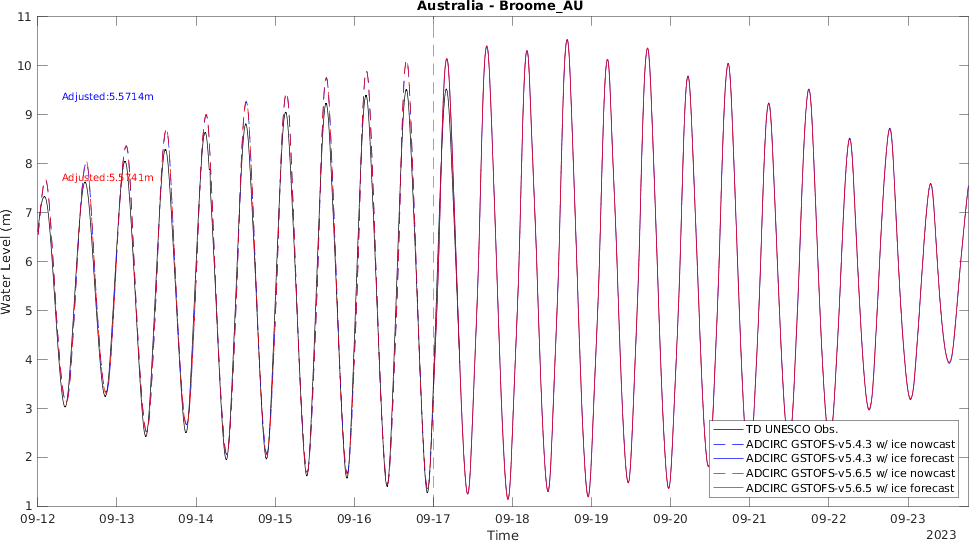 Australia - Broome_AU
11
10
9
8
7
6
5
4
3
2
1
Water Level (m)
Adjusted:5.5714m
Adjusted:5.5741m
TD UNESCO Obs.
ADCIRC GSTOFS-v5.4.3 w/ ice nowcast
ADCIRC GSTOFS-v5.4.3 w/ ice forecast
ADCIRC GSTOFS-v5.6.5 w/ ice nowcast
ADCIRC GSTOFS-v5.6.5 w/ ice forecast
09-12 09-13 09-14 09-15 09-16 09-17 09-18 09-19 09-20 09-21 09-22 09-23
Time
2023